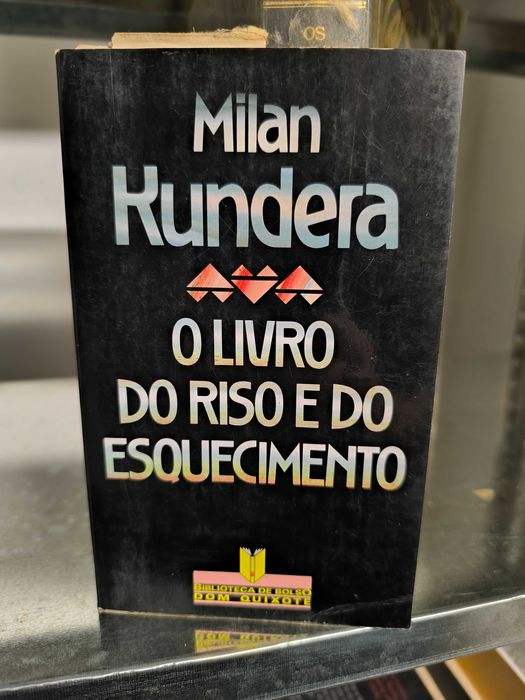 OS
Milan
Kundera
O LIVRO
DO RISO E DO
ESQUECIMENTO
BIBLIOTECA DE BOLSO
DOM QUIXOTE